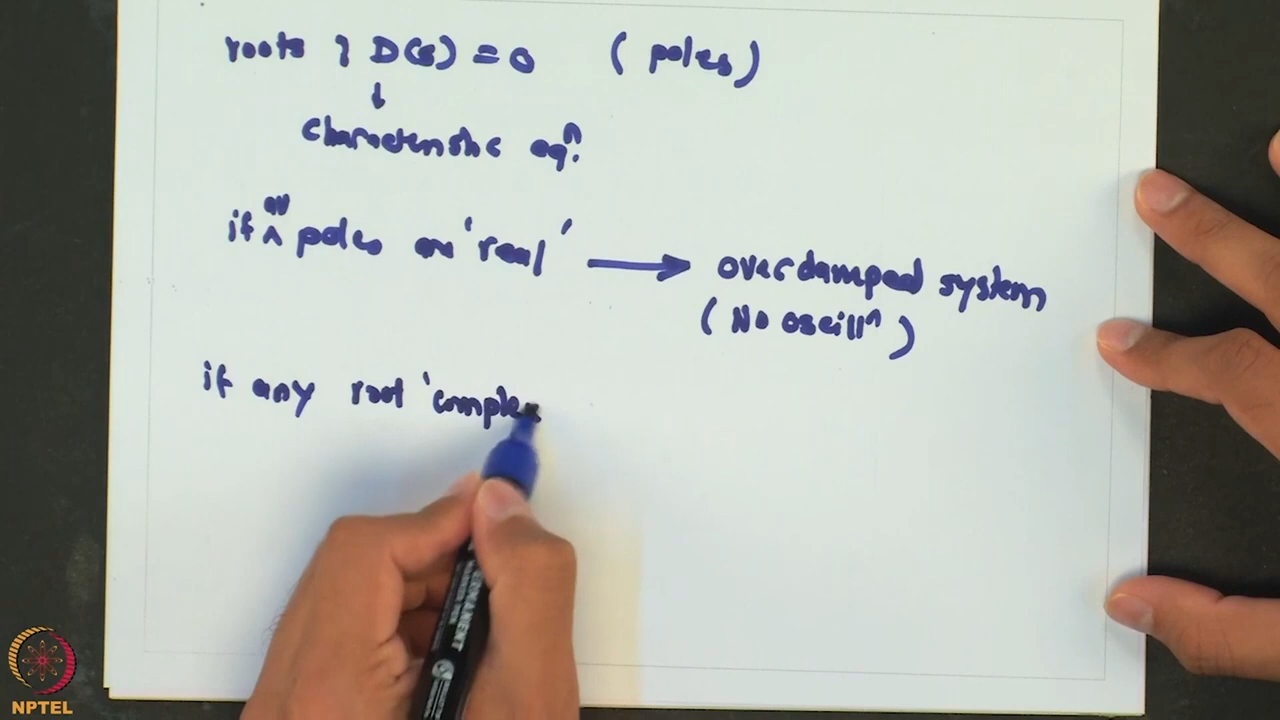 roots of D(s) = 0 (poles)
characteristic eqn.
if all poles are 'real' → overdamped system
(No oscilln)
if any root 'complex
NPTEL